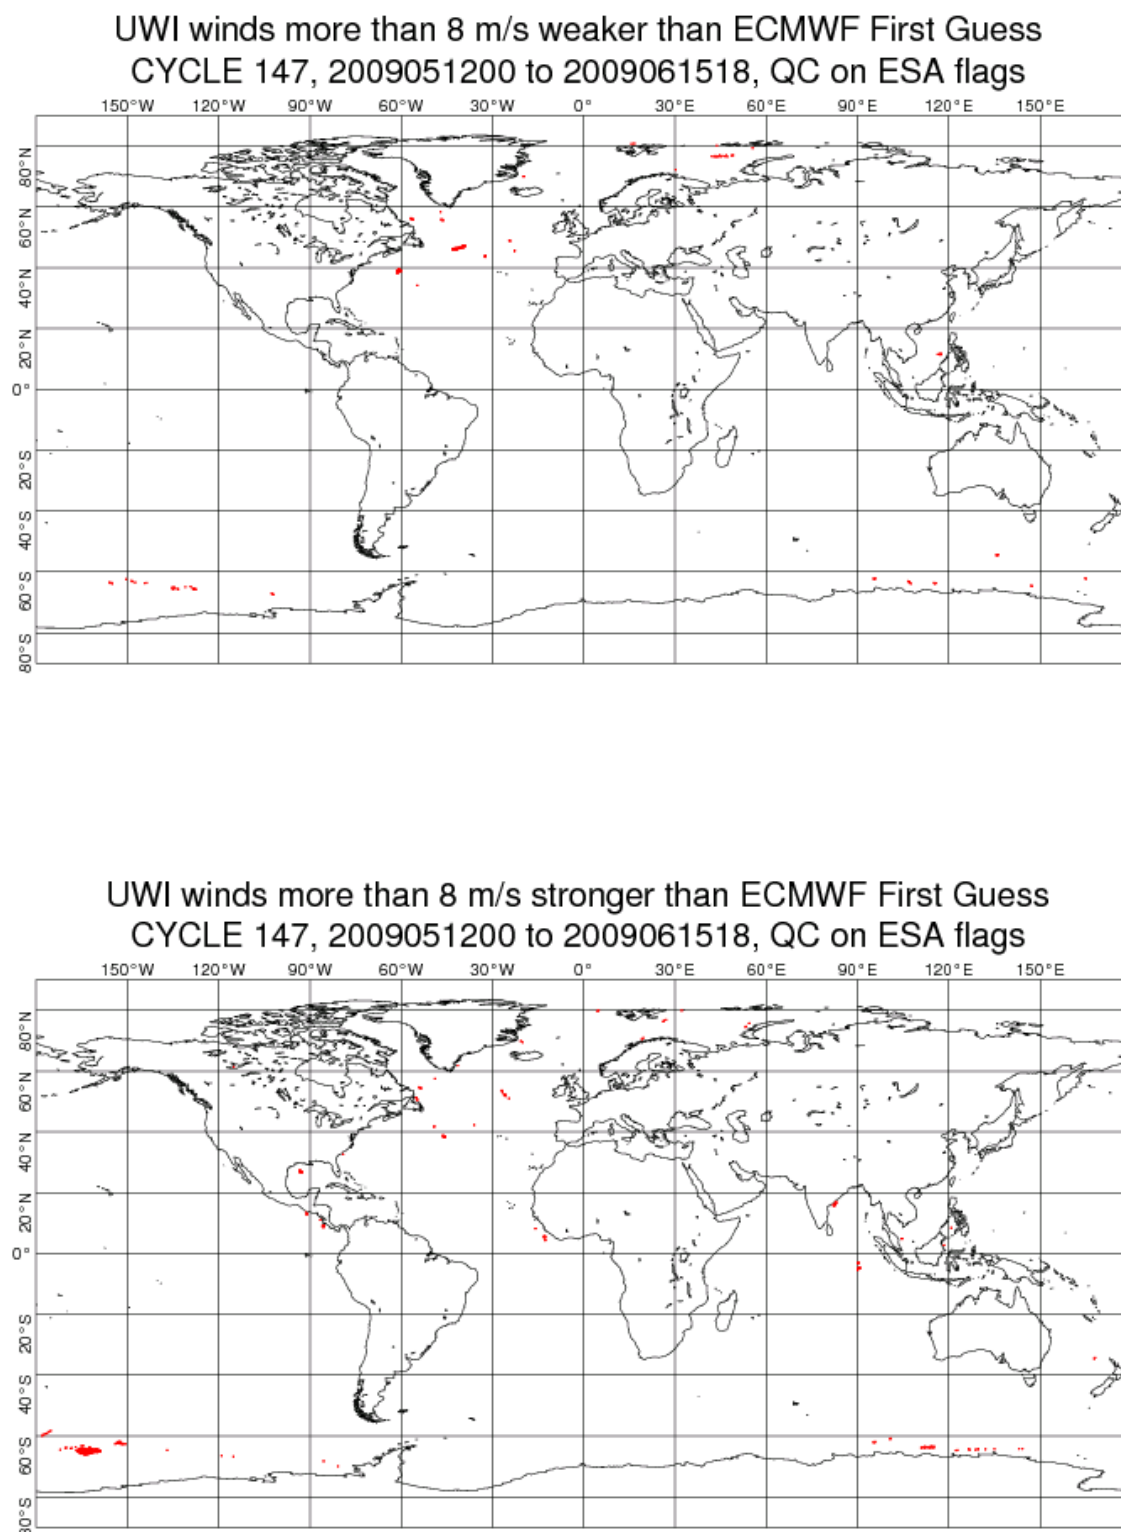 UWI winds more than 8 m/s weaker than ECMWF First Guess
CYCLE 147, 2009051200 to 2009061518, QC on ESA flags
150°W 120°W 90°W 60°W 30°W 0° 30°E 60°E 90°E 120°E 150°E
80°N
60°N
40°N
20°N
0°
20°S
40°S
60°S
80°S
UWI winds more than 8 m/s stronger than ECMWF First Guess
CYCLE 147, 2009051200 to 2009061518, QC on ESA flags
150°W 120°W 90°W 60°W 30°W 0° 30°E 60°E 90°E 120°E 150°E
80°N
60°N
40°N
20°N
0°
20°S
40°S
60°S
80°S